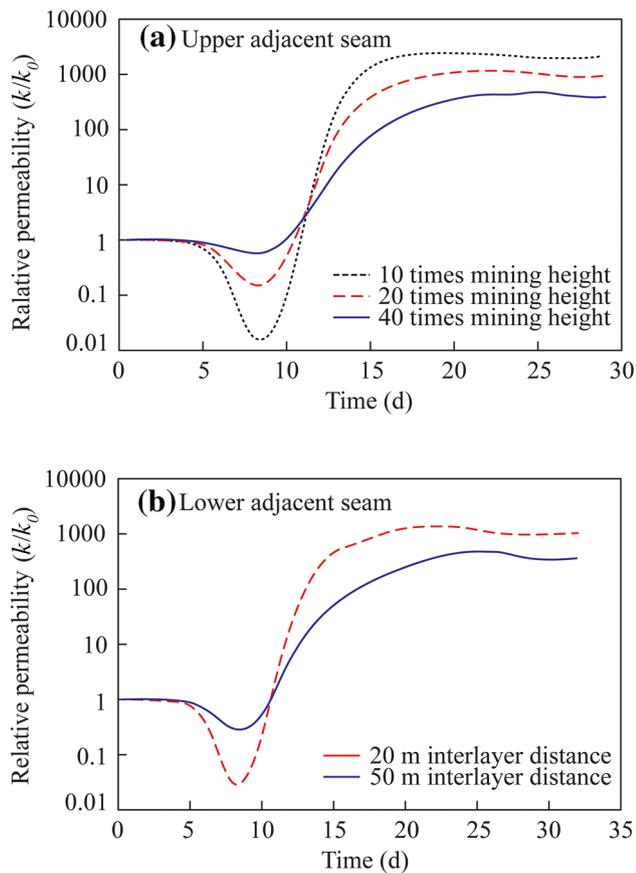 (a) Upper adjacent seam
Ralative permeability (k/k0)
10000
1000
100
10
1
0.1
0.01
10 times mining height
20 times mining height
40 times mining height
0 5 10 15 20 25 30
Time (d)
(b) Lower adjacent seam
Relative permeability (k/k0)
10000
1000
100
10
1
0.1
0.01
20 m interlayer distance
50 m interlayer distance
0 5 10 15 20 25 30 35
Time (d)